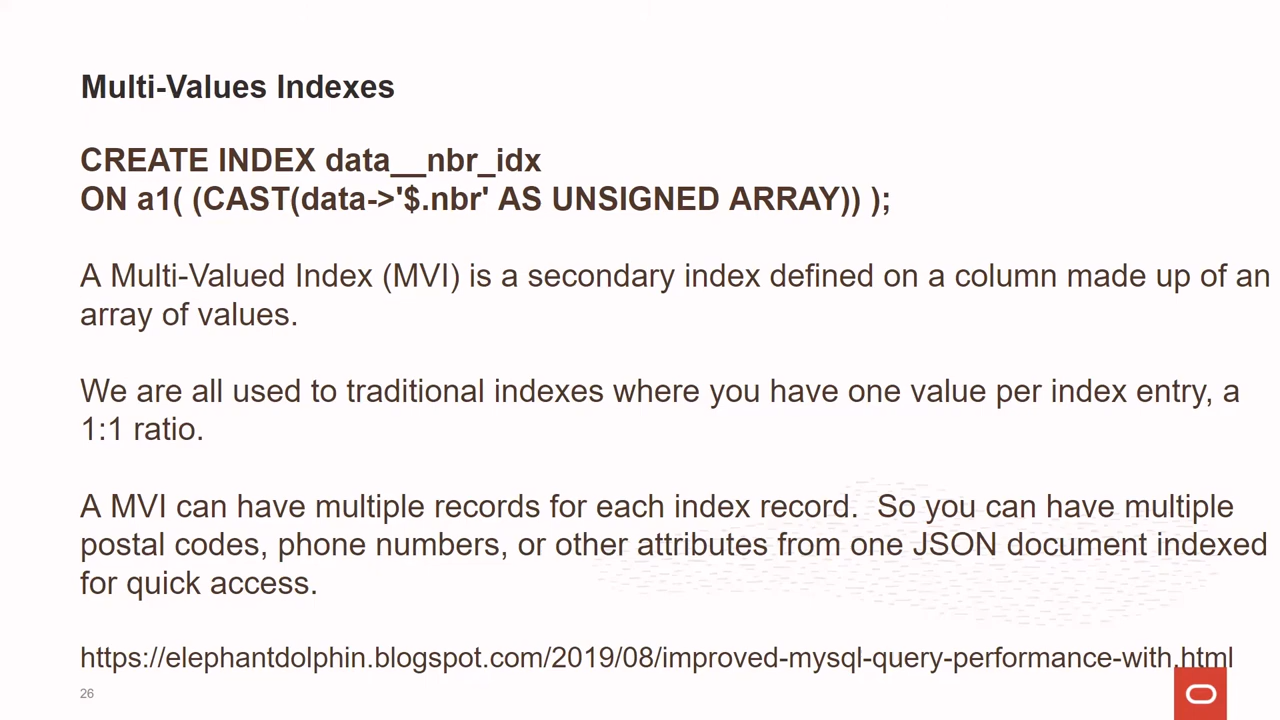 Multi-Values Indexes
CREATE INDEX data__nbr_idx
ON a1( (CAST(data->'$.nbr' AS UNSIGNED ARRAY)) );
A Multi-Valued Index (MVI) is a secondary index defined on a column made up of an
array of values.
We are all used to traditional indexes where you have one value per index entry, a
1:1 ratio.
A MVI can have multiple records for each index record.  So you can have multiple
postal codes, phone numbers, or other attributes from one JSON document indexed
for quick access.
https://elephantdolphin.blogspot.com/2019/08/improved-mysql-query-performance-with.html
26